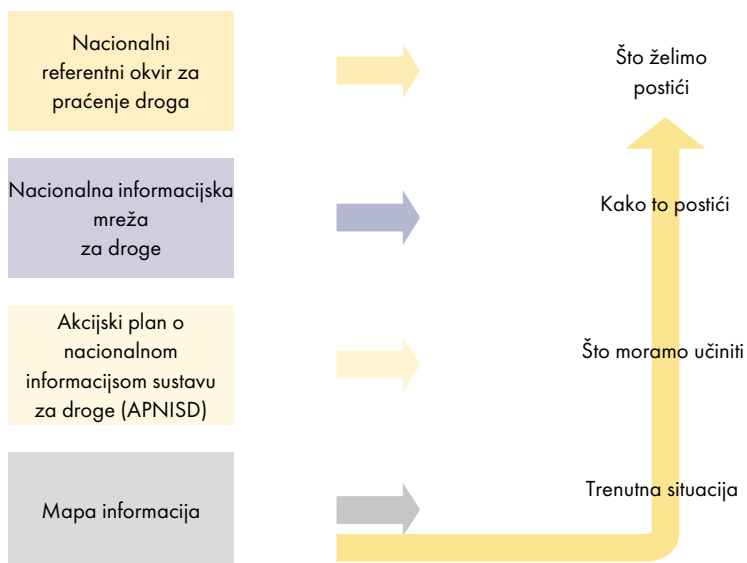 Nacionalni
referentni okvir za
praćenje droga
Što želimo
postići
Nacionalna informacijska
mreža
za droge
Kako to postići
Akcijski plan o
nacionalnom
informacijsom sustavu
za droge (APNISD)
Što moramo učiniti
Mapa informacija
Trenutna situacija